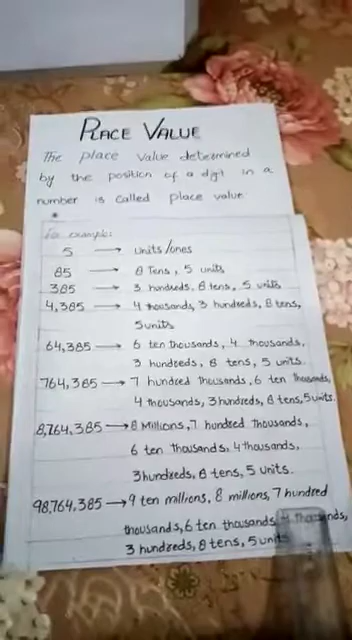 PLACE VALUE
The place value determined
by the position of a digit in a
number is called place value
For example:
5 → units/ones
85 → 8 Tens, 5 units
385 → 3 hundreds, 8 tens, 5 units
4,385 → 4 thousands, 3 hundreds, 8 tens,
5 units
64,385 → 6 ten thousands, 4 thousands,
3 hundreds, 8 tens, 5 units.
764,385 → 7 hundred thousands, 6 ten thousands,
4 thousands, 3 hundreds, 8 tens, 5 units.
8,764,385 → 8 Millions, 7 hundred thousands,
6 ten thousands, 4 thousands,
3 hundreds, 8 tens, 5 units.
98,764,385 → 9 ten millions, 8 millions, 7 hundred
thousands, 6 ten thousands, 4 thousands,
3 hundreds, 8 tens, 5 units